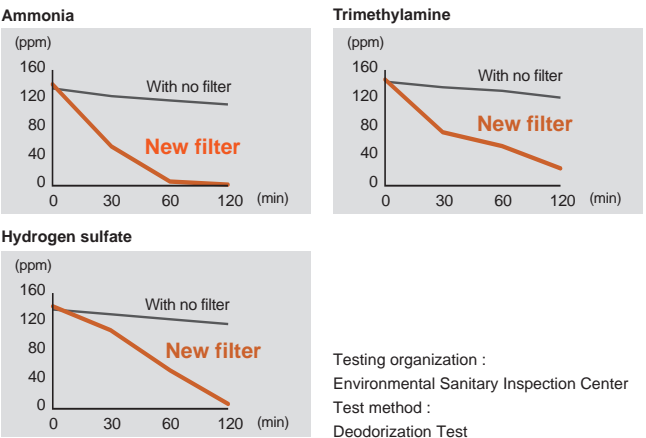 Ammonia
(ppm)
160
120
80
40
0
With no filter
New filter
0 30 60 120 (min)
Trimethylamine
(ppm)
160
120
80
40
0
With no filter
New filter
0 30 60 120 (min)
Hydrogen sulfate
(ppm)
160
120
80
40
0
With no filter
New filter
0 30 60 120 (min)
Testing organization :
Environmental Sanitary Inspection Center
Test method :
Deodorization Test